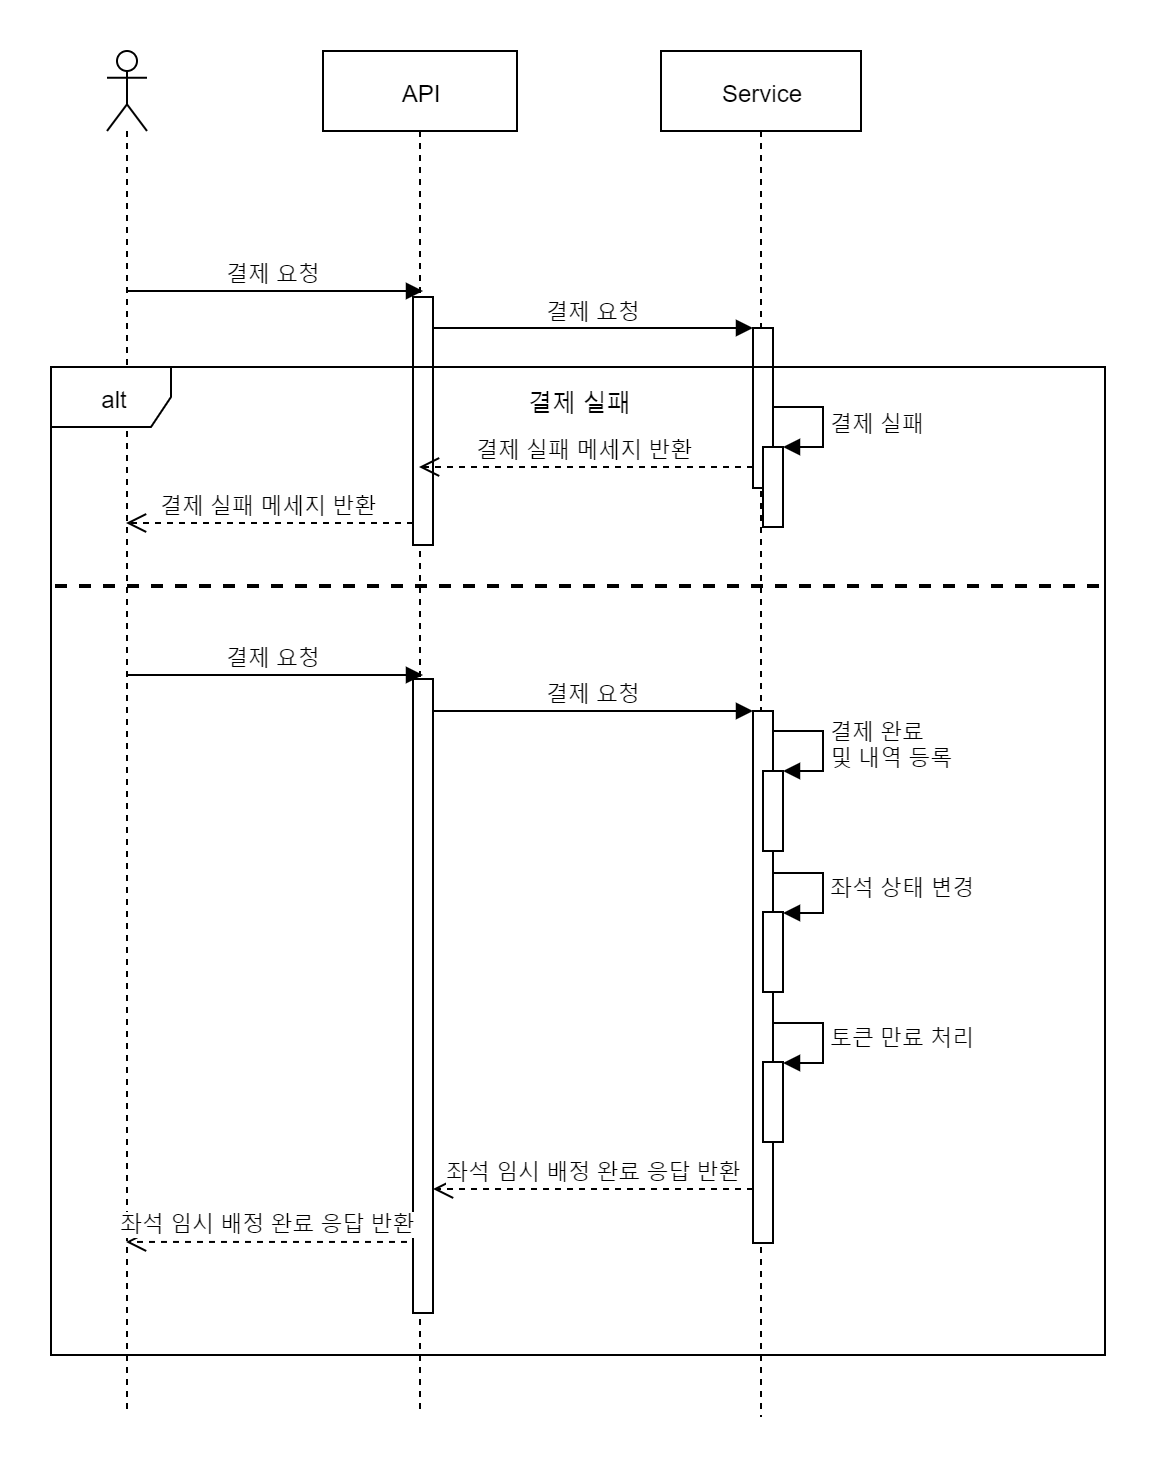 API
Service
결제 요청
결제 요청
alt
결제 실패
결제 실패
결제 실패 메세지 반환
결제 실패 메세지 반환
결제 요청
결제 요청
결제 완료
및 내역 등록
좌석 상태 변경
토큰 만료 처리
좌석 임시 배정 완료 응답 반환
좌석 임시 배정 완료 응답 반환